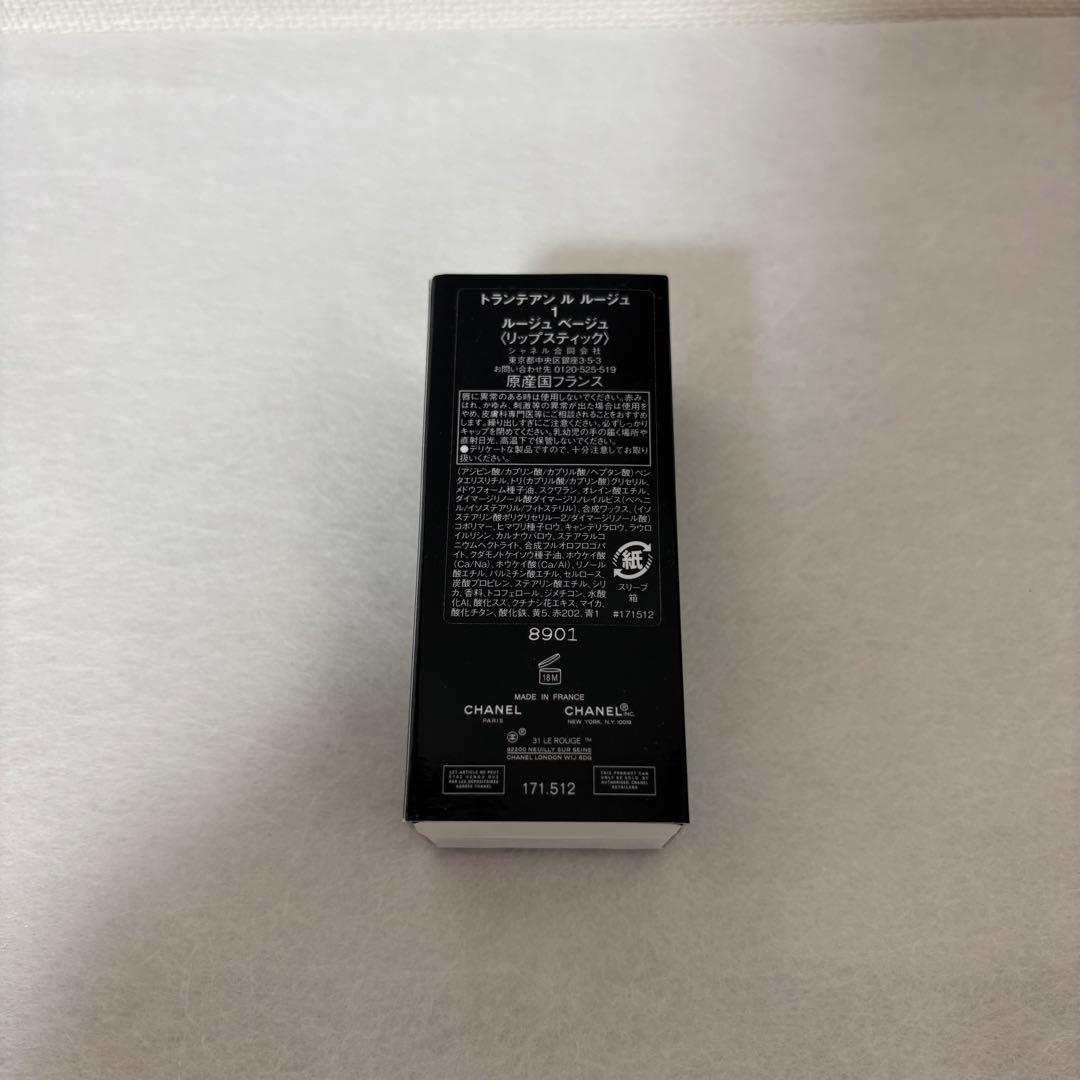 トランテアン ル ルージュ
1
ルージュ ベージュ
〈リップスティック〉
シャネル合同会社
東京都中央区銀座3-5-3
お問い合わせ先 0120-525-519
原産国フランス
唇に異常のある時は使用しないでください。赤み、
はれ、かゆみ、刺激等の異常が出た場合は使用を
やめ、皮膚科専門医等にご相談されることをおすすめ
します。繰り出しすぎにご注意ください。必ずしっかり
キャップを閉めてください。乳幼児の手の届く場所や
直射日光、高温下で保管しないでください。
●デリケートな製品ですので、十分注意してお取り
扱いください。
(アジピン酸/カプリン酸/カプリル酸/ヘプタン酸)ペン
タエリスリチル、トリ(カプリル酸/カプリン酸)グリセリル、
メドウフォーム種子油、スクワラン、オレイン酸エチル、
ダイマージリノール酸ダイマージリノレイルビス(ベヘニ
ル/イソステアリル/フィトステリル)、合成ワックス、(イソ
ステアリン酸ポリグリセリルー2/ダイマージリノール酸)
コポリマー、ヒマワリ種子ロウ、キャンデリラロウ、ラウロ
イルリシン、カルナウバロウ、ステアラルコ
ニウムヘクトライト、合成フルオロフロゴパ
イト、クダモノトケイソウ種子油、ホウケイ酸
(Ca/Na)、ホウケイ酸(Ca/Al)、リノール
酸エチル、パルミチン酸エチル、セルロース、
炭酸プロピレン、ステアリン酸エチル、シリ
カ、香料、トコフェロール、ジメチコン、水酸
化Al、酸化スズ、クチナシ花エキス、マイカ、
酸化チタン、酸化鉄、黄5、赤202、青1
紙
スリーブ
箱
#171512
8901
18 M
MADE IN FRANCE
CHANEL
PARIS
CHANEL® INC.
NEW YORK, N.Y. 10019
® 31 LE ROUGE ™
92200 NEUILLY SUR SEINE
CHANEL LONDON W1J 6DG
CET ARTICLE NE PEUT
ÊTRE VENDU QUE
PAR LES DÉPOSITAIRES
AGRÉÉS CHANEL
171.512
THIS PRODUCT CAN
ONLY BE SOLD BY
AUTHORISED CHANEL
RETAILERS